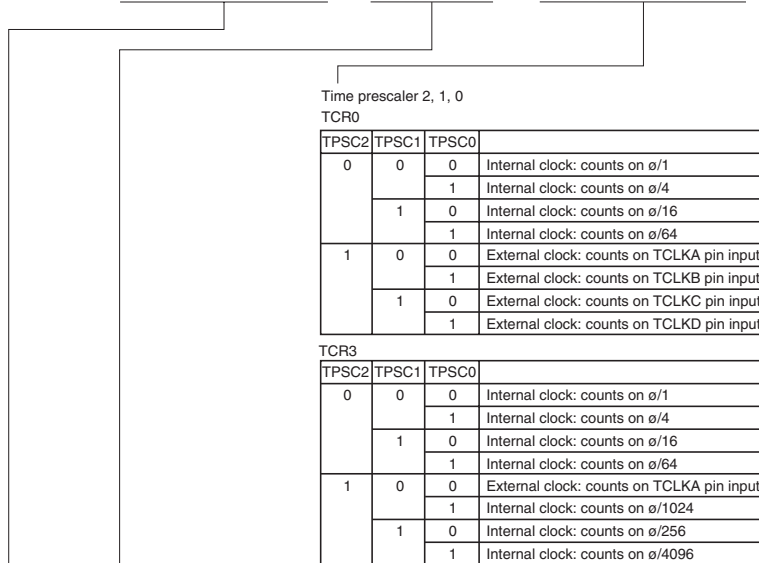 Time prescaler 2, 1, 0
TCR0
TPSC2 TPSC1 TPSC0
0 0 0 Internal clock: counts on ø/1
1 Internal clock: counts on ø/4
1 0 Internal clock: counts on ø/16
1 Internal clock: counts on ø/64
1 0 0 External clock: counts on TCLKA pin input
1 External clock: counts on TCLKB pin input
1 0 External clock: counts on TCLKC pin input
1 External clock: counts on TCLKD pin input
TCR3
TPSC2 TPSC1 TPSC0
0 0 0 Internal clock: counts on ø/1
1 Internal clock: counts on ø/4
1 0 Internal clock: counts on ø/16
1 Internal clock: counts on ø/64
1 0 0 External clock: counts on TCLKA pin input
1 Internal clock: counts on ø/1024
1 0 Internal clock: counts on ø/256
1 Internal clock: counts on ø/4096